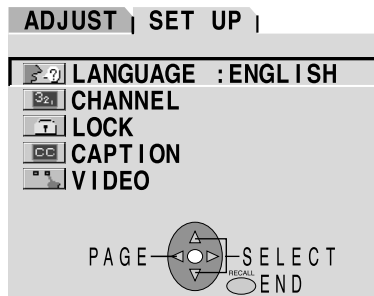 ADJUST SET UP
?
LANGUAGE :ENGLISH
32, CHANNEL
LOCK
CC CAPTION
VIDEO
PAGE SELECT
RECALL END